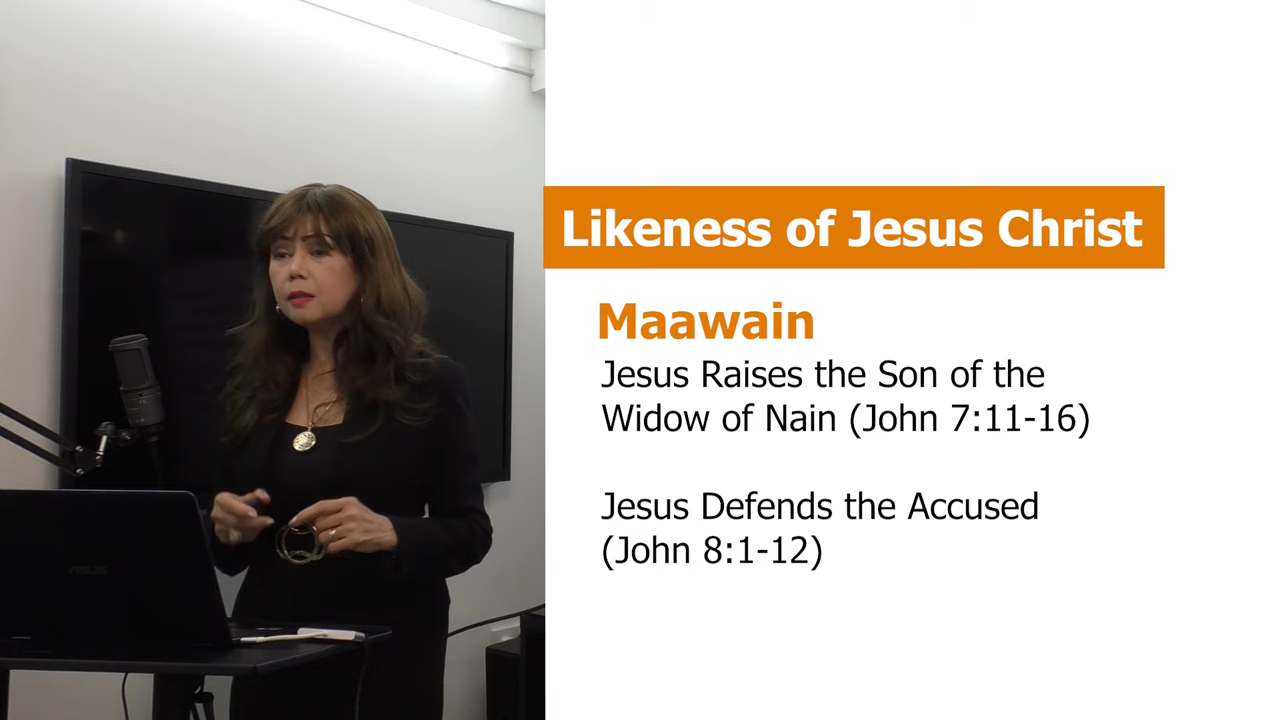 Likeness of Jesus Christ
Maawain
Jesus Raises the Son of the
Widow of Nain (John 7:11-16)
Jesus Defends the Accused
(John 8:1-12)
ASUS